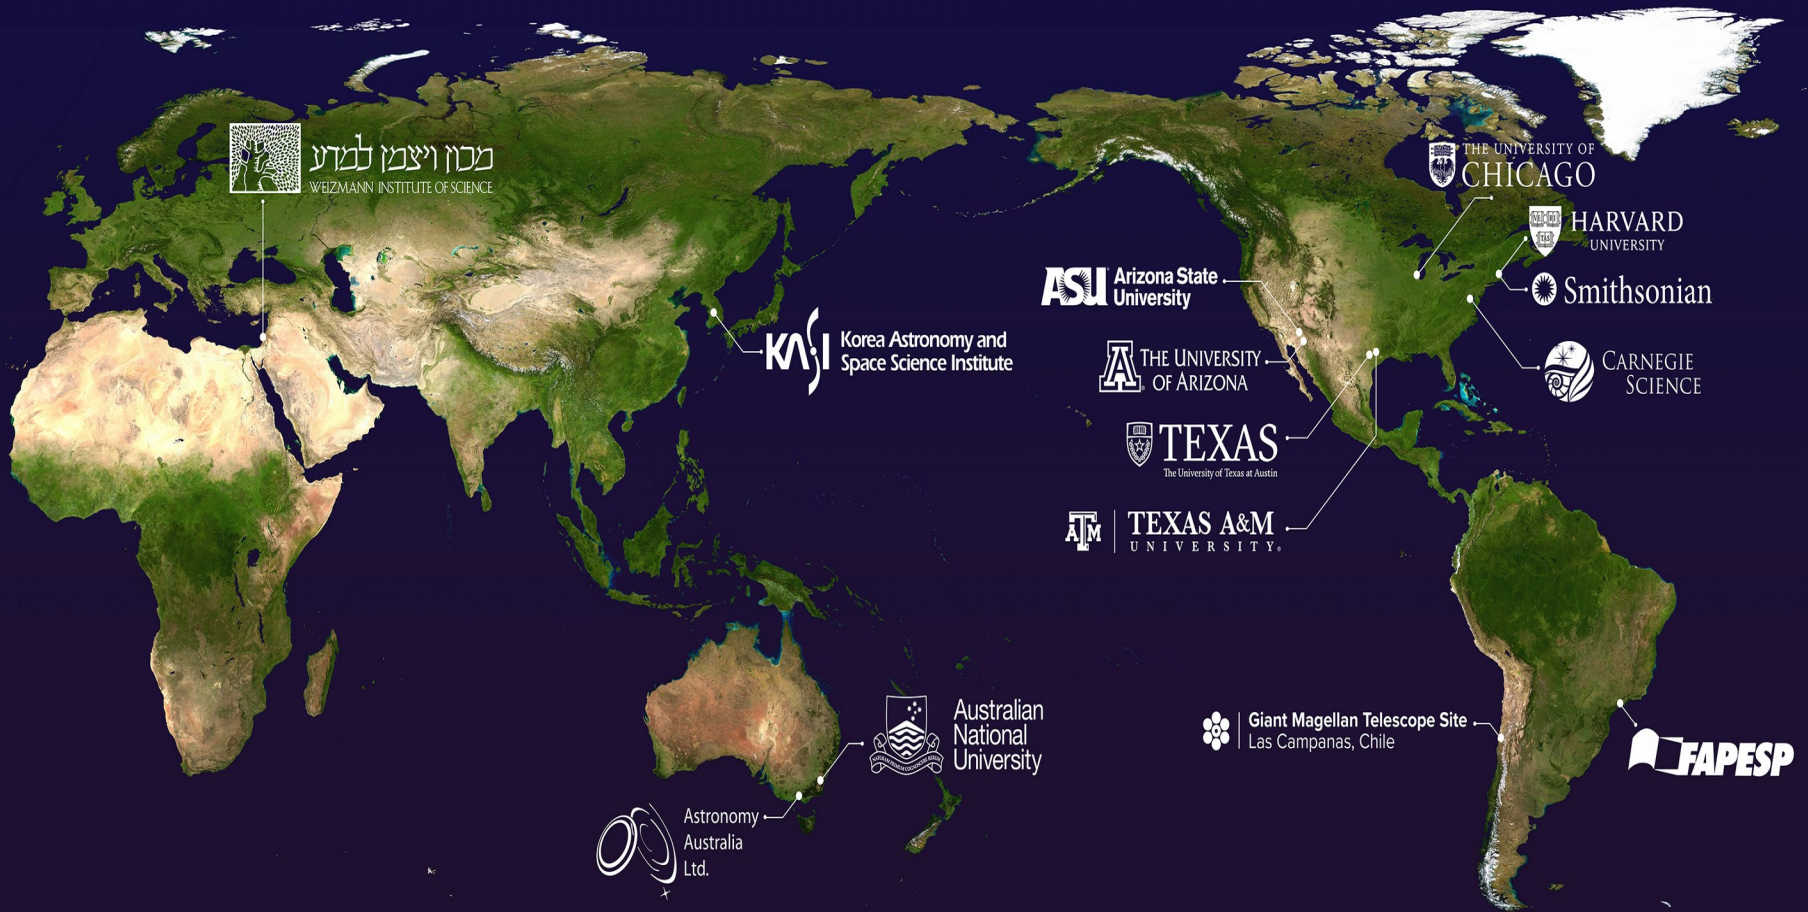 מכון ויצמן למדע
WEIZMANN INSTITUTE OF SCIENCE
THE UNIVERSITY OF
CHICAGO
HARVARD
UNIVERSITY
Smithsonian
ASU Arizona State
University
KASI Korea Astronomy and
Space Science Institute
A THE UNIVERSITY
OF ARIZONA
CARNEGIE
SCIENCE
TEXAS
The University of Texas at Austin
ATM TEXAS A&M
UNIVERSITY®
Australian
National
University
Giant Magellan Telescope Site
Las Campanas, Chile
FAPESP
Astronomy
Australia
Ltd.